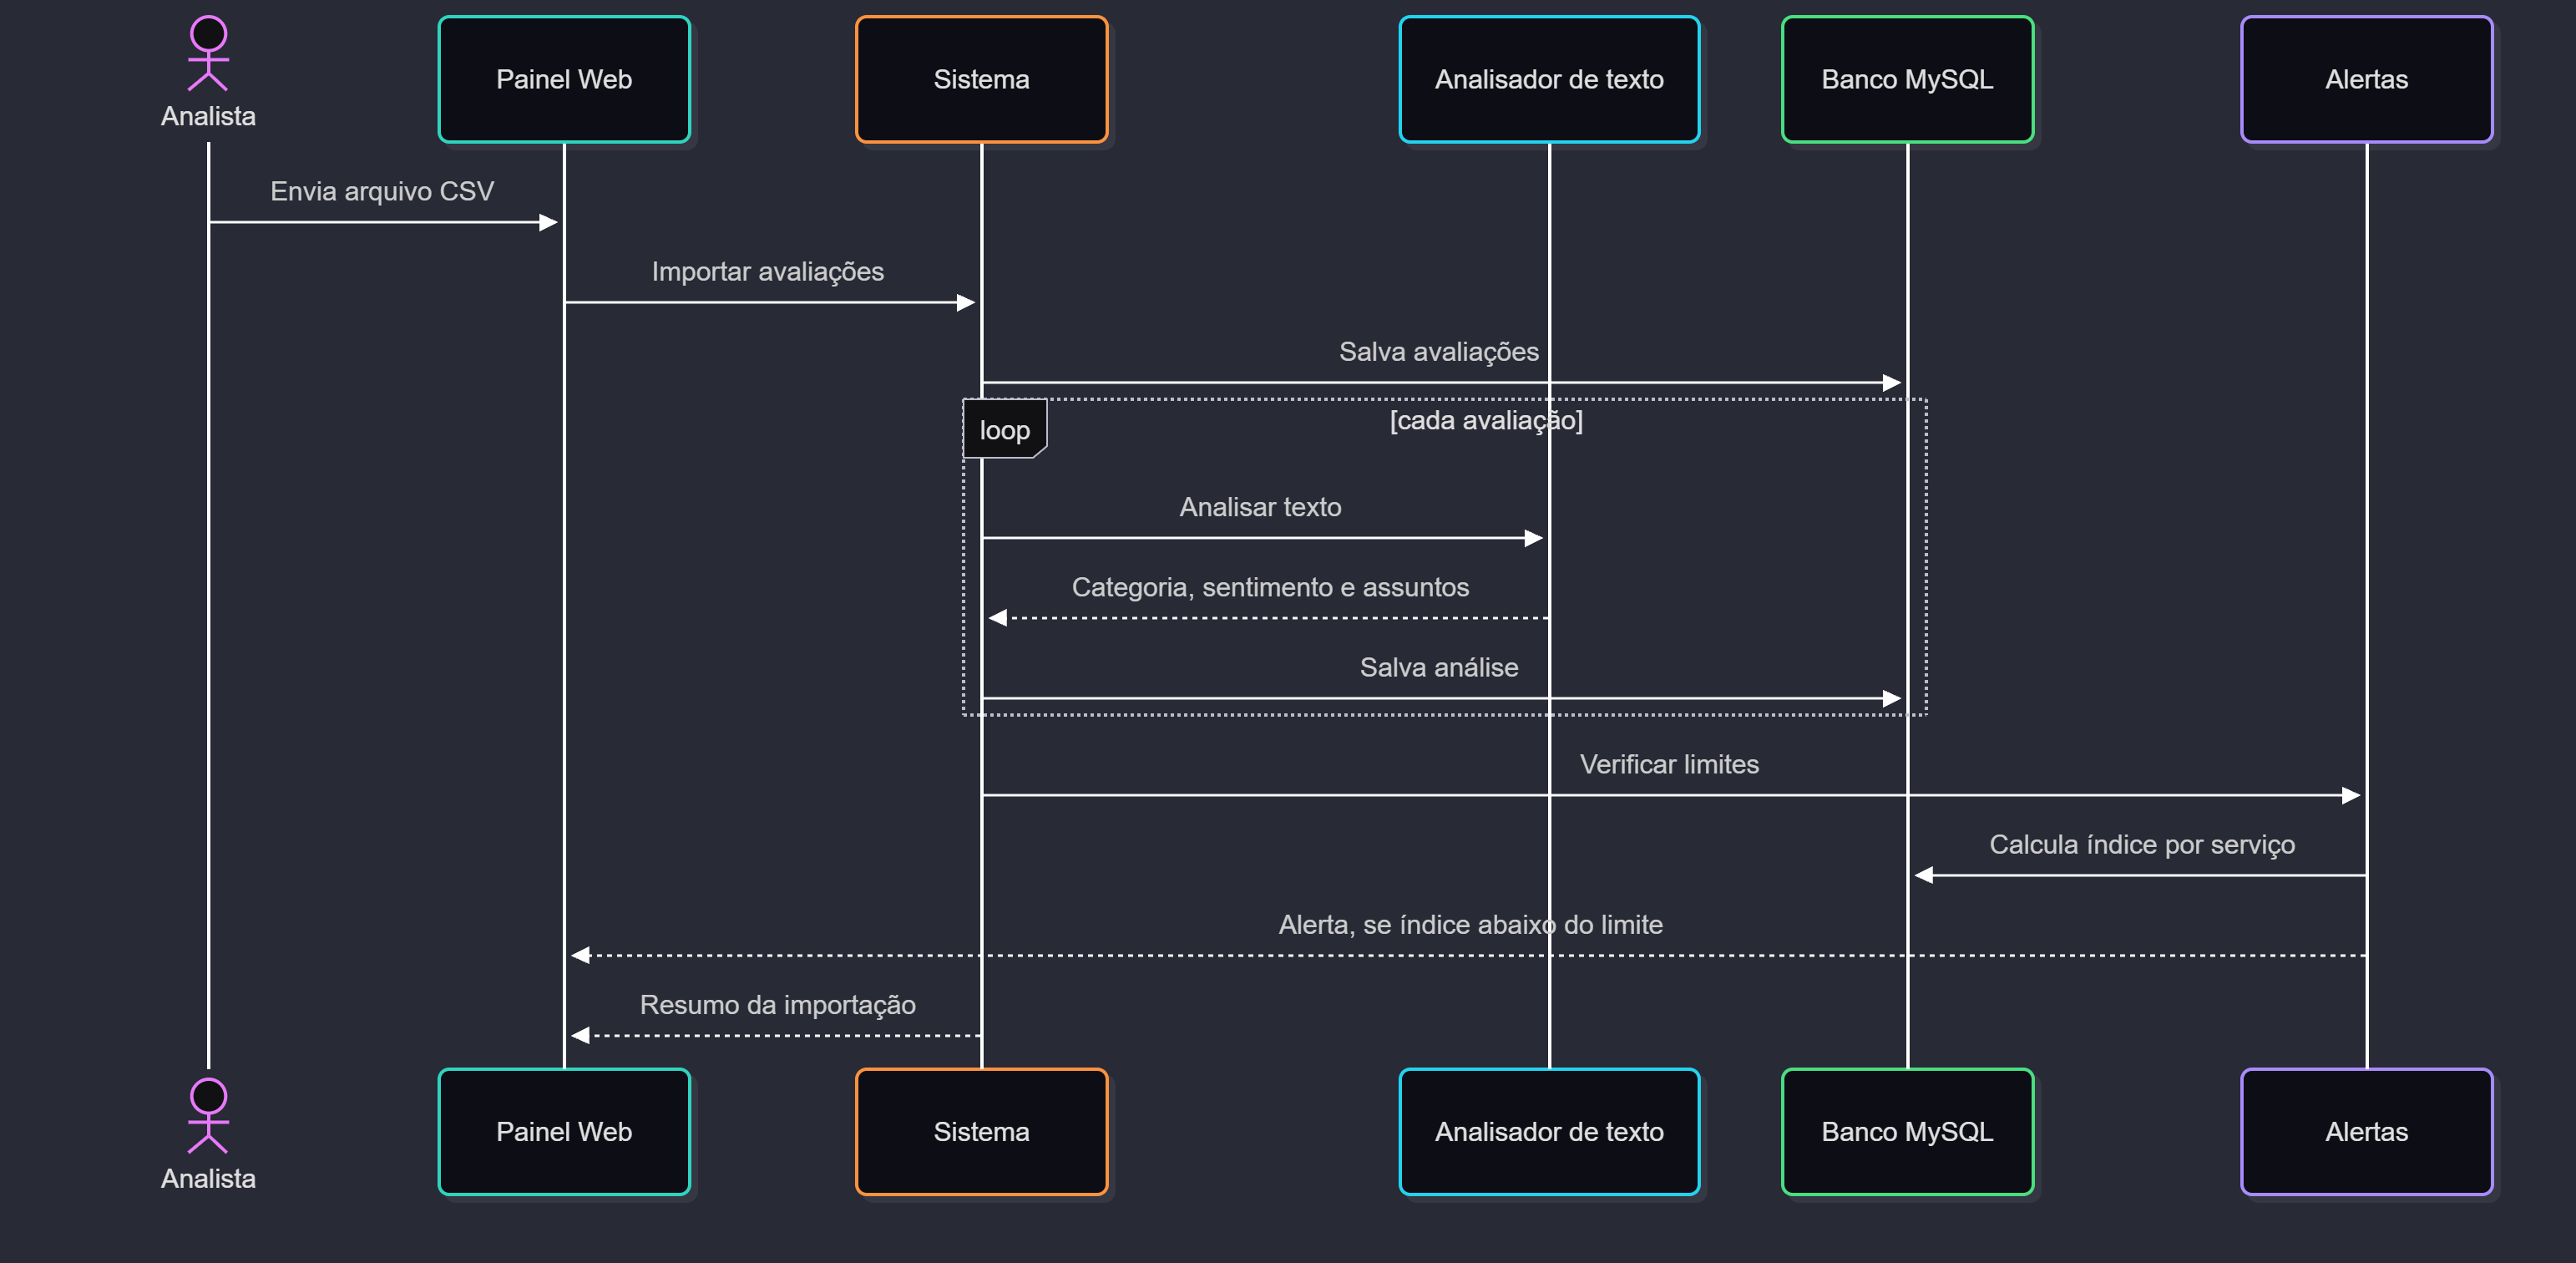 Analista
Painel Web
Sistema
Analisador de texto
Banco MySQL
Alertas
Envia arquivo CSV
Importar avaliações
Salva avaliações
loop
[cada avaliação]
Analisar texto
Categoria, sentimento e assuntos
Salva análise
Verificar limites
Calcula índice por serviço
Alerta, se índice abaixo do limite
Resumo da importação
Analista
Painel Web
Sistema
Analisador de texto
Banco MySQL
Alertas